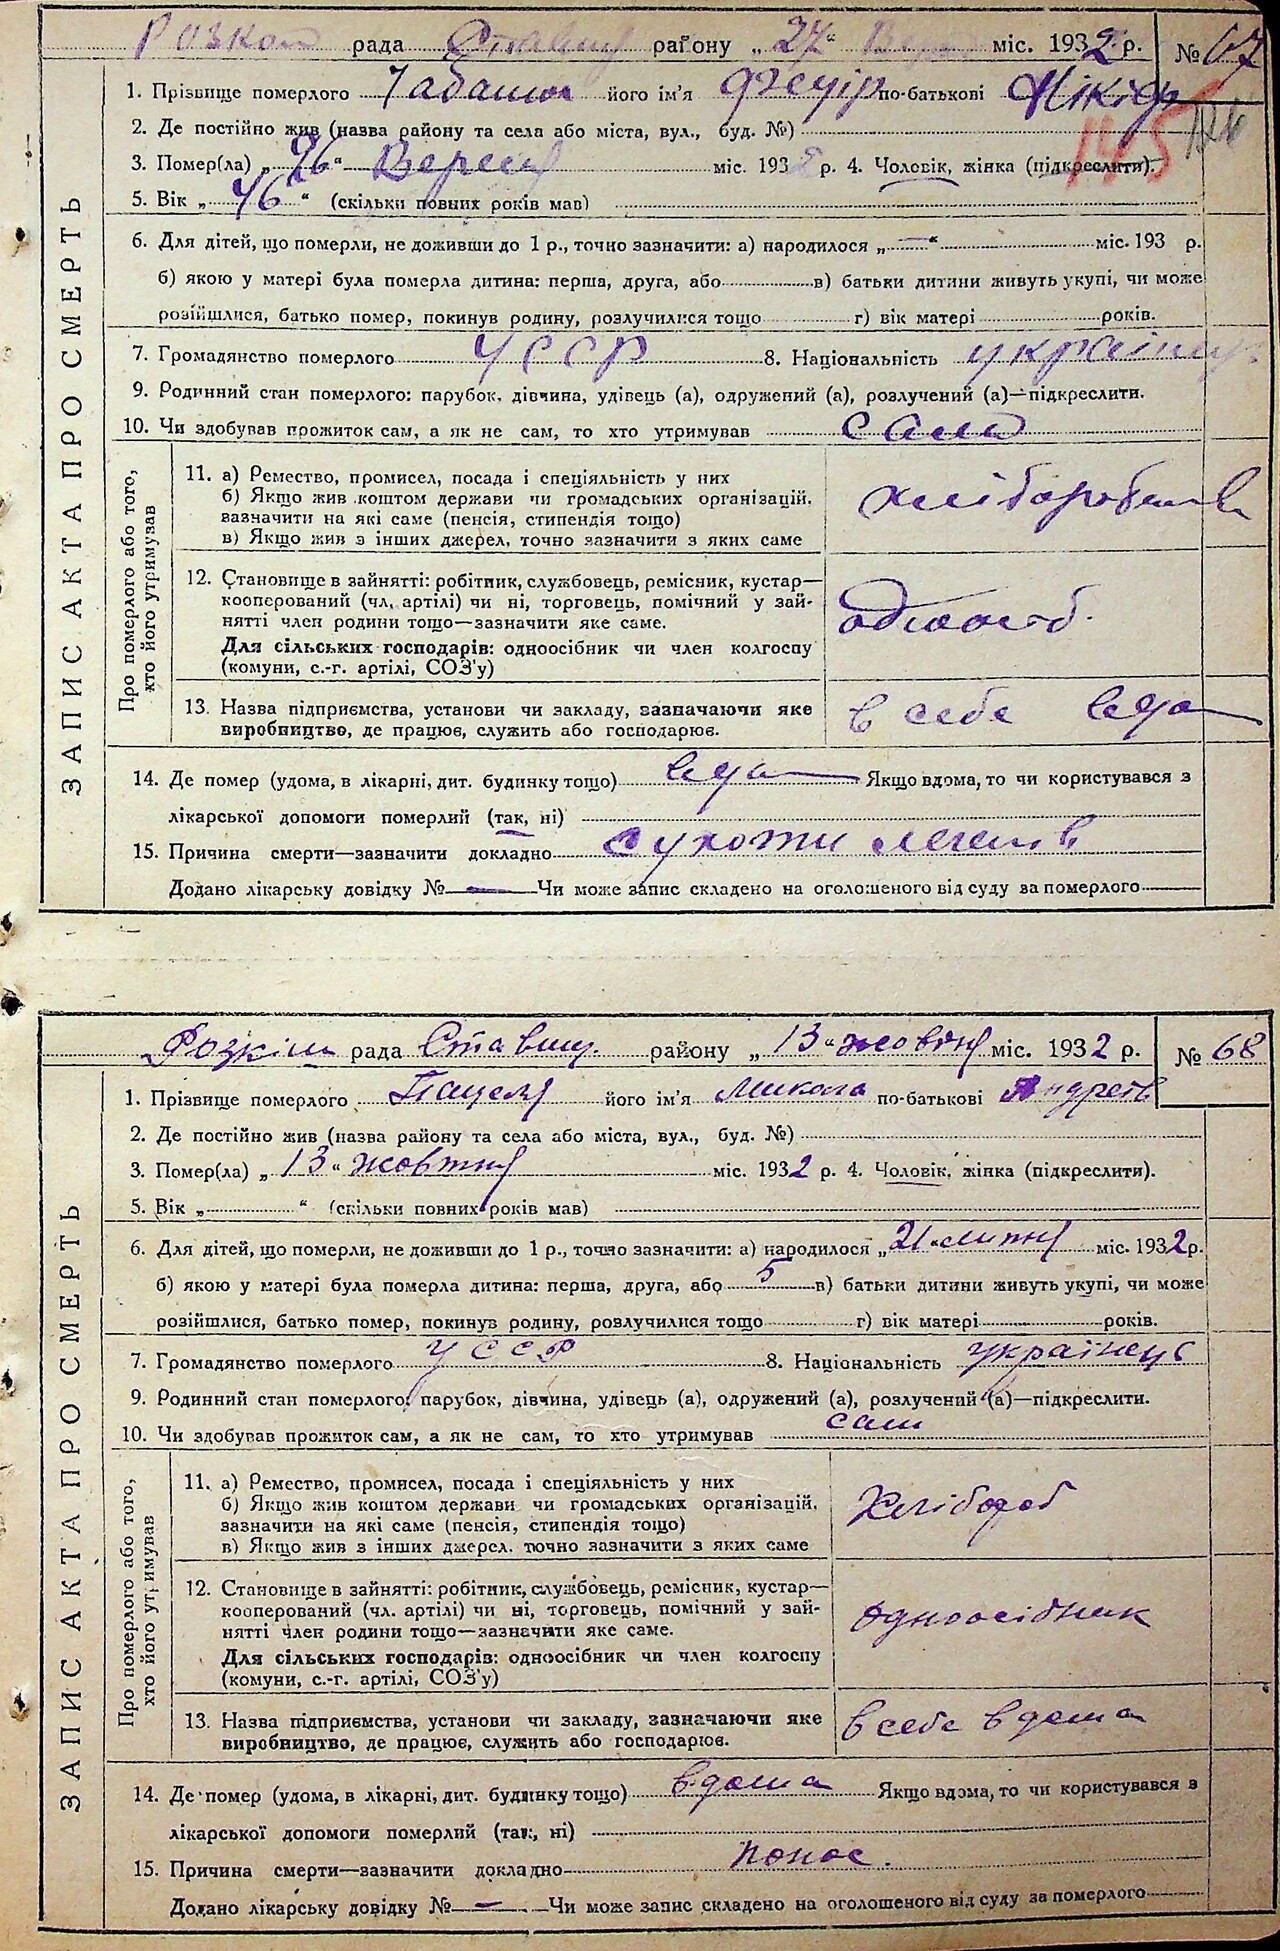 Розкош рада Ставищ району „ 27 “ Вер міс. 1932 р. № 67
1. Прізвище померлого його ім'я Федір по-батькові Нікіфр
145
2. Де постійно жив (назва району та села або міста, вул., буд. №)
3. Помер(ла) „ 26 “ Вересня міс. 1932 р. 4. Чоловік, жінка (підкреслити).
5. Вік „ 46 “ (скільки повних років мав)
6. Для дітей, що померли, не доживши до 1 р., точно зазначити: а) народилося „ — “ міс. 193 р.
б) якою у матері була померла дитина: перша, друга, або в) батьки дитини живуть укупі, чи може
розійшлися, батько помер, покинув родину, розлучилися тощо г) вік матері років.
7. Громадянство померлого УССР 8. Національність українець
9. Родинний стан померлого: парубок, дівчина, удівець (а), одружений (а), розлучений (а)—підкреслити.
10. Чи здобував прожиток сам, а як не сам, то хто утримував сам
ЗАПИС АКТА ПРО СМЕРТЬ
Про померлого або того,
хто його утримував
11. а) Ремество, промисел, посада і спеціяльність у них
б) Якщо жив коштом держави чи громадських організацій,
зазначити на які саме (пенсія, стипендія тощо)
в) Якщо жив з інших джерел, точно зазначити з яких саме
12. Становище в зайнятті: робітник, службовець, ремісник, кустар—
кооперований (чл. артілі) чи ні, торговець, помічний у зай-
нятті член родини тощо—зазначити яке саме.
Для сільських господарів: одноосібник чи член колгоспу
(комуни, с.-г. артілі, СОЗ'у)
одноосіб.
13. Назва підприємства, установи чи закладу, зазначаючи яке
виробництво, де працює, служить або господарює.
в себе вдома
14. Де помер (удома, в лікарні, дит. будинку тощо) вдома Якщо вдома, то чи користувався з
лікарської допомоги померлий (так, ні)
15. Причина смерти—зазначити докладно сухоти легенів
Додано лікарську довідку № — Чи може запис складено на оголошеного від суду за померлого
Розкіш рада Ставищ. району „ 13 “ жовтня міс. 1932 р. № 68
1. Прізвище померлого Пацеля його ім'я Микола по-батькові Андреєв
2. Де постійно жив (назва району та села або міста, вул., буд. №)
3. Помер(ла) „ 13 “ жовтня міс. 1932 р. 4. Чоловік, жінка (підкреслити).
5. Вік „ “ (скільки повних років мав)
6. Для дітей, що померли, не доживши до 1 р., точно зазначити: а) народилося „ 21 “ липня міс. 1932 р.
б) якою у матері була померла дитина: перша, друга, або 5 в) батьки дитини живуть укупі, чи може
розійшлися, батько помер, покинув родину, розлучилися тощо г) вік матері років.
7. Громадянство померлого УССР 8. Національність українець
9. Родинний стан померлого: парубок, дівчина, удівець (а), одружений (а), розлучений (а)—підкреслити.
10. Чи здобував прожиток сам, а як не сам, то хто утримував сам
ЗАПИС АКТА ПРО СМЕРТЬ
Про померлого або того,
хто його утримував
11. а) Ремество, промисел, посада і спеціяльність у них
б) Якщо жив коштом держави чи громадських організацій,
зазначити на які саме (пенсія, стипендія тощо)
в) Якщо жив з інших джерел, точно зазначити з яких саме
Хлібороб
12. Становище в зайнятті: робітник, службовець, ремісник, кустар—
кооперований (чл. артілі) чи ні, торговець, помічний у зай-
нятті член родини тощо—зазначити яке саме.
Для сільських господарів: одноосібник чи член колгоспу
(комуни, с.-г. артілі, СОЗ'у)
одноосібник
13. Назва підприємства, установи чи закладу, зазначаючи яке
виробництво, де працює, служить або господарює.
в себе вдома
14. Де помер (удома, в лікарні, дит. будинку тощо) вдома Якщо вдома, то чи користувався з
лікарської допомоги померлий (так, ні)
15. Причина смерти—зазначити докладно понос.
Додано лікарську довідку № — Чи може запис складено на оголошеного від суду за померлого